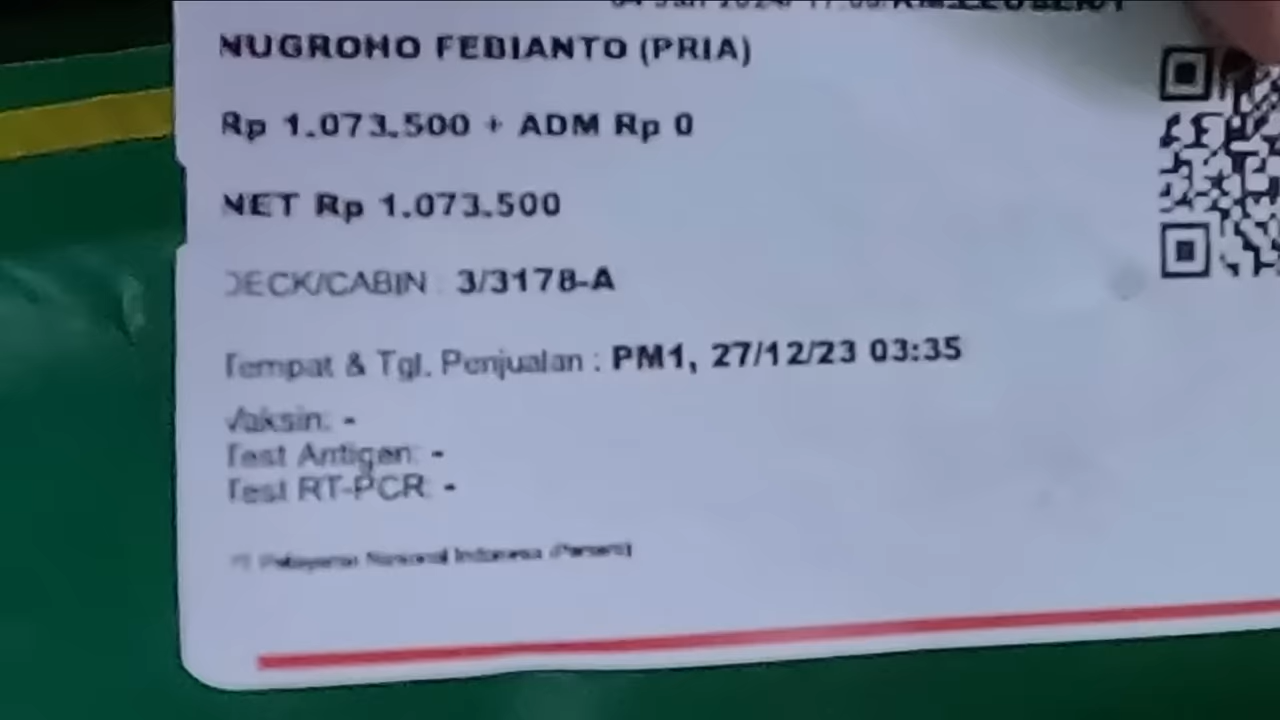 NUGROHO FEBIANTO (PRIA)
Rp 1.073.500 + ADM Rp 0
NET Rp 1.073.500
DECK/CABIN : 3/3178-A
Tempat & Tgl. Penjualan : PM1, 27/12/23 03:35
Vaksin: -
Test Antigen: -
Test RT-PCR: -
PT Pelayaran Nasional Indonesia (Persero)